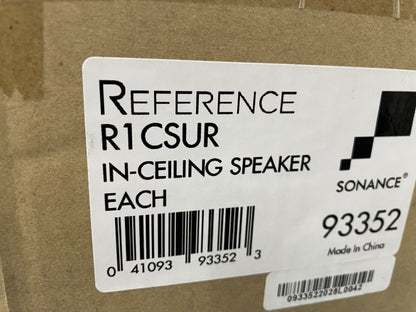 REFERENCE
R1CSUR
IN-CEILING SPEAKER
EACH
0 41093 93352 3
SONANCE®
93352
Made In China
0933522028L0042